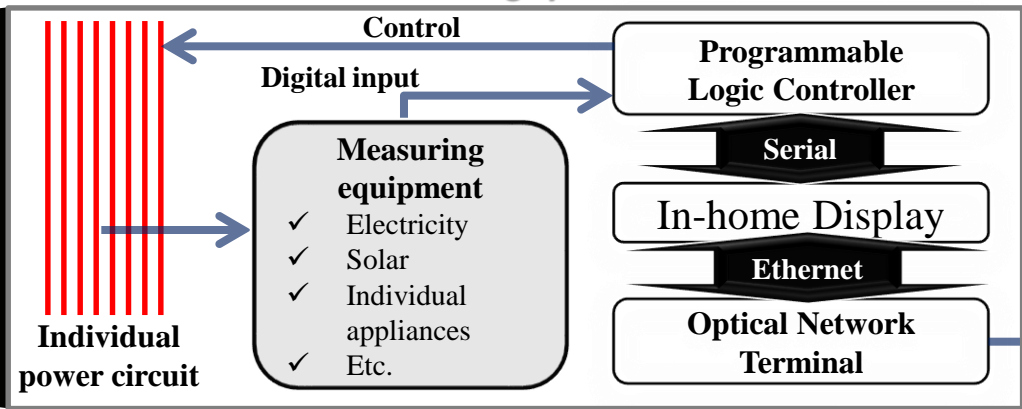 Control
Digital input
Programmable
Logic Controller
Serial
In-home Display
Ethernet
Optical Network
Terminal
Measuring
equipment
✓ Electricity
✓ Solar
✓ Individual
appliances
✓ Etc.
Individual
power circuit